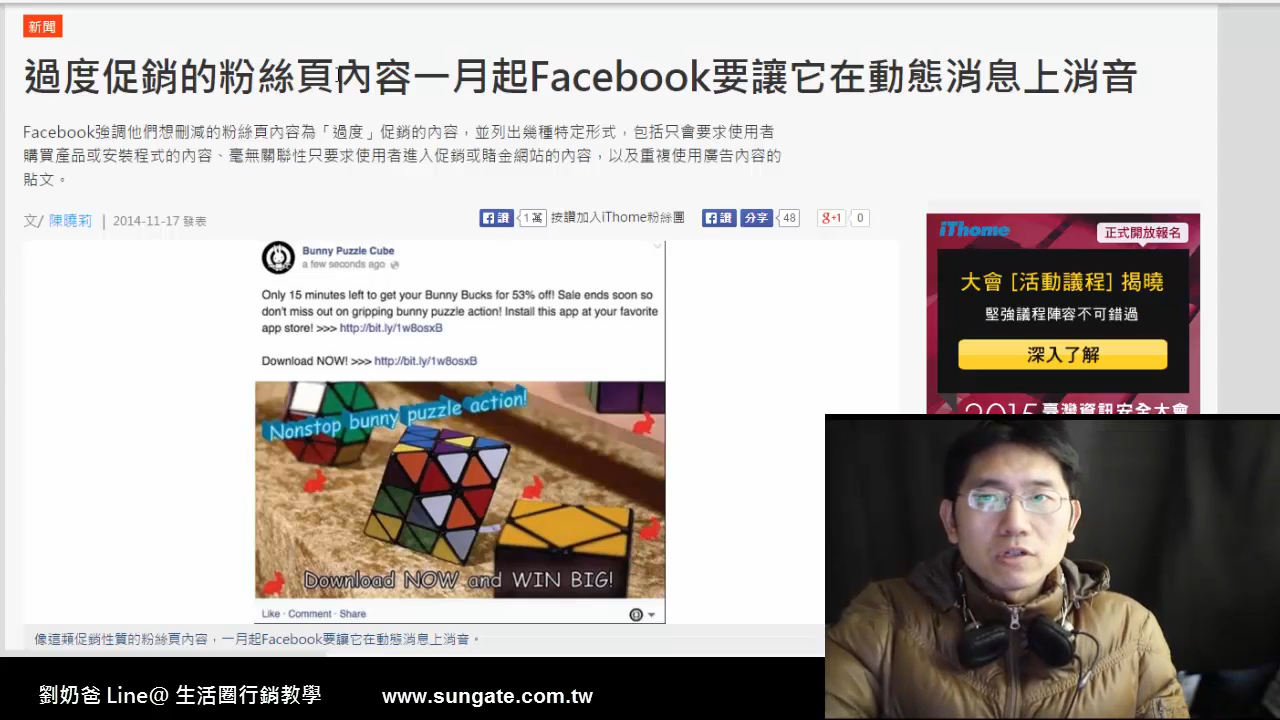 新聞
過度促銷的粉絲頁內容一月起Facebook要讓它在動態消息上消音
Facebook強調他們想刪減的粉絲頁內容為「過度」促銷的內容，並列出幾種特定形式，包括只會要求使用者
購買產品或安裝程式的內容、毫無關聯性只要求使用者進入促銷或賭金網站的內容，以及重複使用廣告內容的
貼文。
文/ 陳曉莉 | 2014-11-17 發表
讚 1 萬 按讚加入iThome粉絲團 讚 分享 48 g+1 0
Bunny Puzzle Cube
a few seconds ago
Only 15 minutes left to get your Bunny Bucks for 53% off! Sale ends soon so
don't miss out on gripping bunny puzzle action! Install this app at your favorite
app store! >>> http://bit.ly/1w8osxB
Download NOW! >>> http://bit.ly/1w8osxB
Nonstop bunny puzzle action!
Download NOW and WIN BIG!
Like · Comment · Share
像這類促銷性質的粉絲頁內容，一月起Facebook要讓它在動態消息上消音。
iThome
正式開放報名
大會 [活動議程] 揭曉
堅強議程陣容不可錯過
深入了解
2015 臺灣資訊安全大會
劉奶爸 Line@ 生活圈行銷教學
www.sungate.com.tw